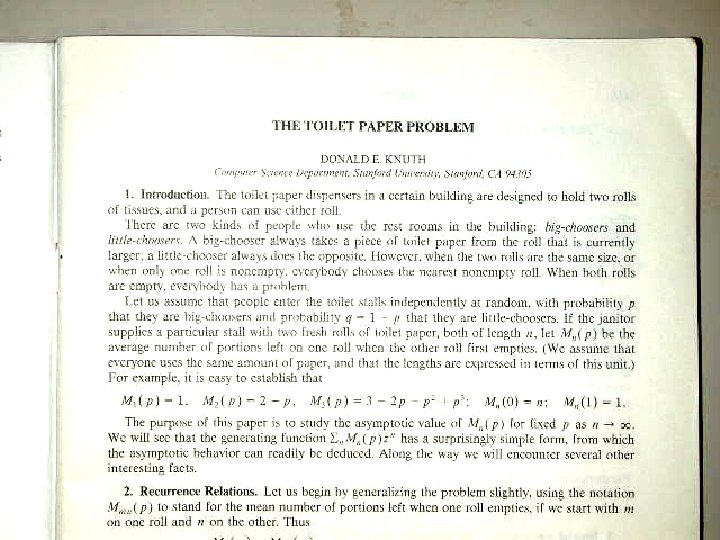 THE TOILET PAPER PROBLEM
DONALD E. KNUTH
Computer Science Department, Stanford University, Stanford, CA 94305
1. Introduction. The toilet paper dispensers in a certain building are designed to hold two rolls
of tissues, and a person can use either roll.
There are two kinds of people who use the rest rooms in the building: big-choosers and
little-choosers. A big-chooser always takes a piece of toilet paper from the roll that is currently
larger; a little-chooser always does the opposite. However, when the two rolls are the same size, or
when only one roll is nonempty, everybody chooses the nearest nonempty roll. When both rolls
are empty, everybody has a problem.
Let us assume that people enter the toilet stalls independently at random, with probability p
that they are big-choosers and probability q = 1 − p that they are little-choosers. If the janitor
supplies a particular stall with two fresh rolls of toilet paper, both of length n, let Mₙ(p) be the
average number of portions left on one roll when the other roll first empties. (We assume that
everyone uses the same amount of paper, and that the lengths are expressed in terms of this unit.)
For example, it is easy to establish that
M₁(p) = 1, M₂(p) = 2 − p, M₃(p) = 3 − 2p − p² + p³; Mₙ(0) = n; Mₙ(1) = 1.
The purpose of this paper is to study the asymptotic value of Mₙ(p) for fixed p as n → ∞.
We will see that the generating function ΣₙMₙ(p)zⁿ has a surprisingly simple form, from which
the asymptotic behavior can readily be deduced. Along the way we will encounter several other
interesting facts.
2. Recurrence Relations. Let us begin by generalizing the problem slightly, using the notation
Mₘₙ(p) to stand for the mean number of portions left when one roll empties, if we start with m
on one roll and n on the other. Thus